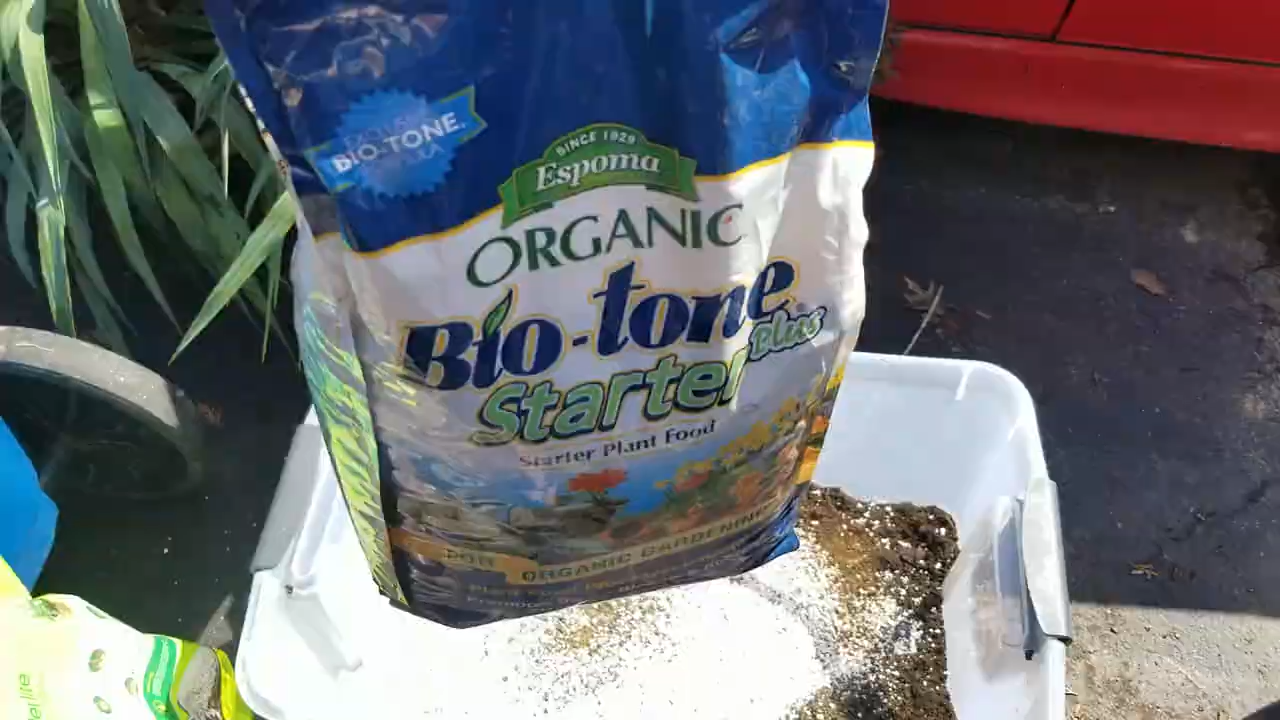 BIO-TONE
SINCE 1929
Espoma
ORGANIC
Bio-tone
Starter Plus
Starter Plant Food
FOR ORGANIC GARDENING